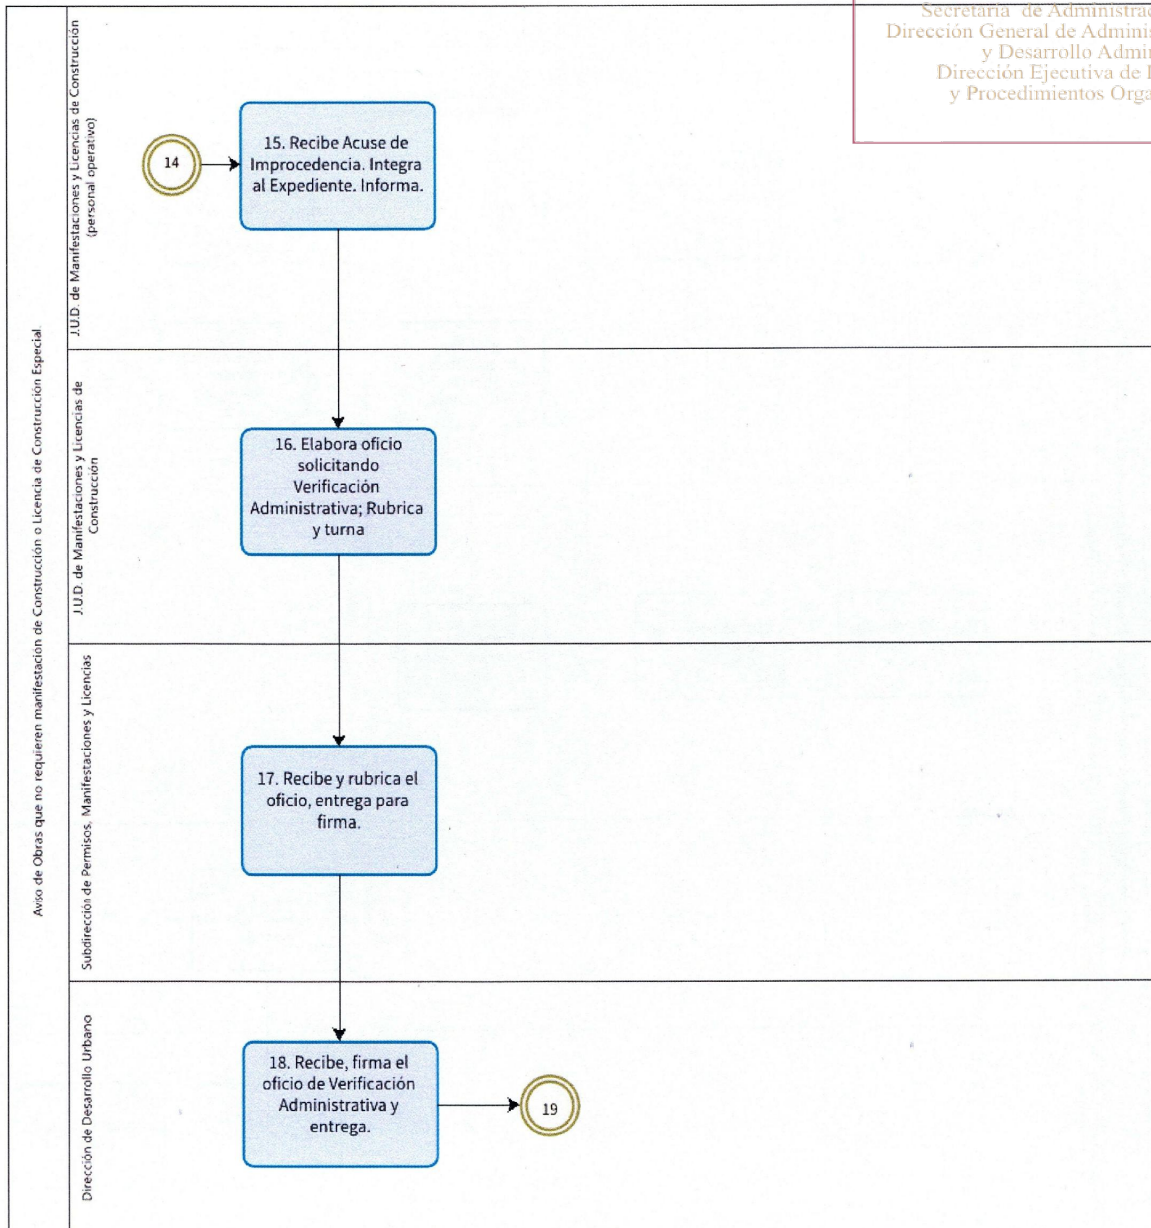 Secretaría de Administrac
Dirección General de Adminis
y Desarrollo Admin
Dirección Ejecutiva de
y Procedimientos Orga
Aviso de Obras que no requieren manifestación de Construcción o Licencia de Construcción Especial.
J.U.D. de Manifestaciones y Licencias de Construcción
(personal operativo)
14
15. Recibe Acuse de
Improcedencia. Integra
al Expediente. Informa.
J.U.D. de Manifestaciones y Licencias de
Construcción
16. Elabora oficio
solicitando
Verificación
Administrativa; Rubrica
y turna
Subdirección de Permisos, Manifestaciones y Licencias
17. Recibe y rubrica el
oficio, entrega para
firma.
Dirección de Desarrollo Urbano
18. Recibe, firma el
oficio de Verificación
Administrativa y
entrega.
19